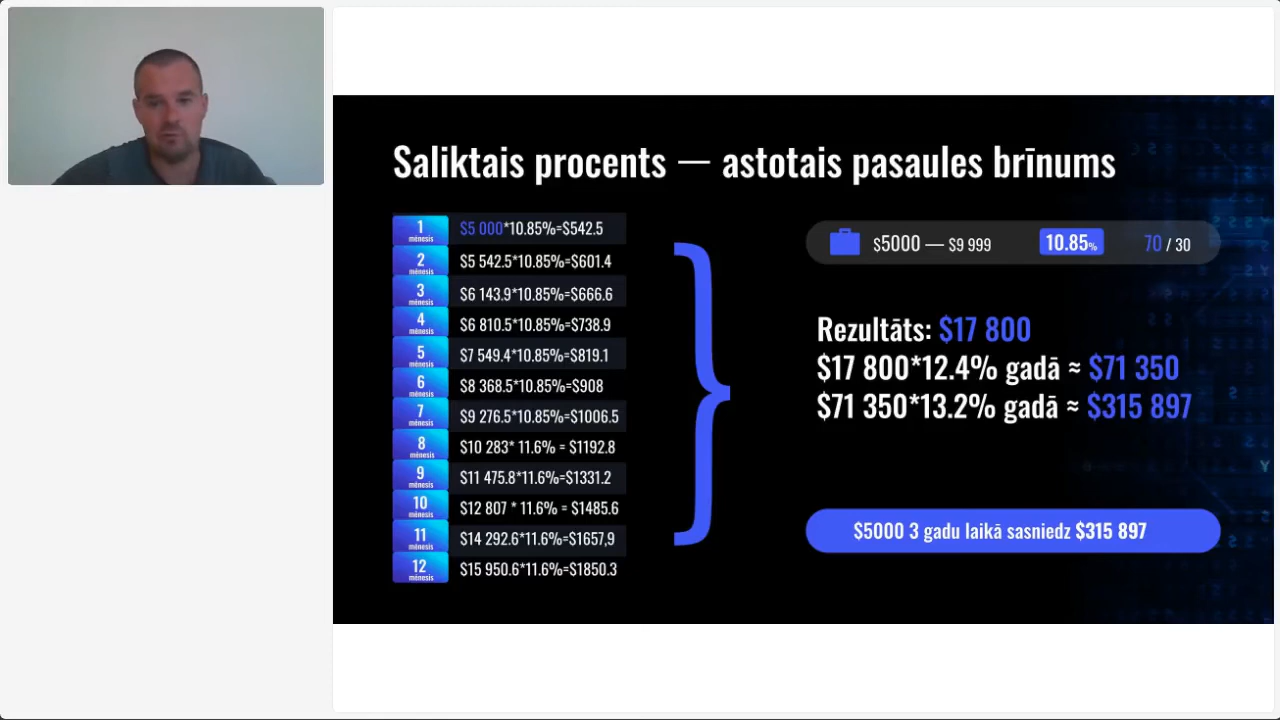 Saliktais procents — astotais pasaules brīnums
1 mēnesis $5 000*10.85%=$542.5
2 mēnesis $5 542.5*10.85%=$601.4
3 mēnesis $6 143.9*10.85%=$666.6
4 mēnesis $6 810.5*10.85%=$738.9
5 mēnesis $7 549.4*10.85%=$819.1
6 mēnesis $8 368.5*10.85%=$908
7 mēnesis $9 276.5*10.85%=$1006.5
8 mēnesis $10 283* 11.6% = $1192.8
9 mēnesis $11 475.8*11.6%=$1331.2
10 mēnesis $12 807 * 11.6% = $1485.6
11 mēnesis $14 292.6*11.6%=$1657,9
12 mēnesis $15 950.6*11.6%=$1850.3
$5000 — $9 999 10.85% 70 / 30
Rezultāts: $17 800
$17 800*12.4% gadā ≈ $71 350
$71 350*13.2% gadā ≈ $315 897
$5000 3 gadu laikā sasniedz $315 897